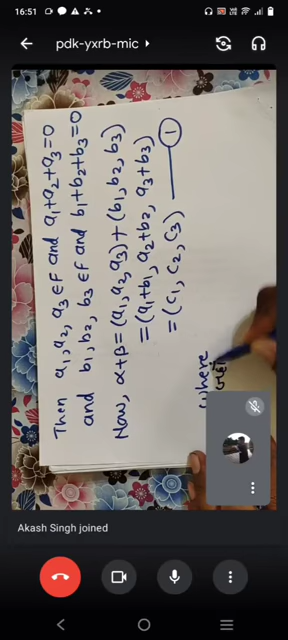 16:51
pdk-yxrb-mic
Then a₁, a₂, a₃ ∈ F and a₁+a₂+a₃=0
and b₁, b₂, b₃ ∈ F and b₁+b₂+b₃=0
Now, α+β = (a₁, a₂, a₃) + (b₁, b₂, b₃)
= (a₁+b₁, a₂+b₂, a₃+b₃)
= (c₁, c₂, c₃) ——— ①
where
Akash Singh joined